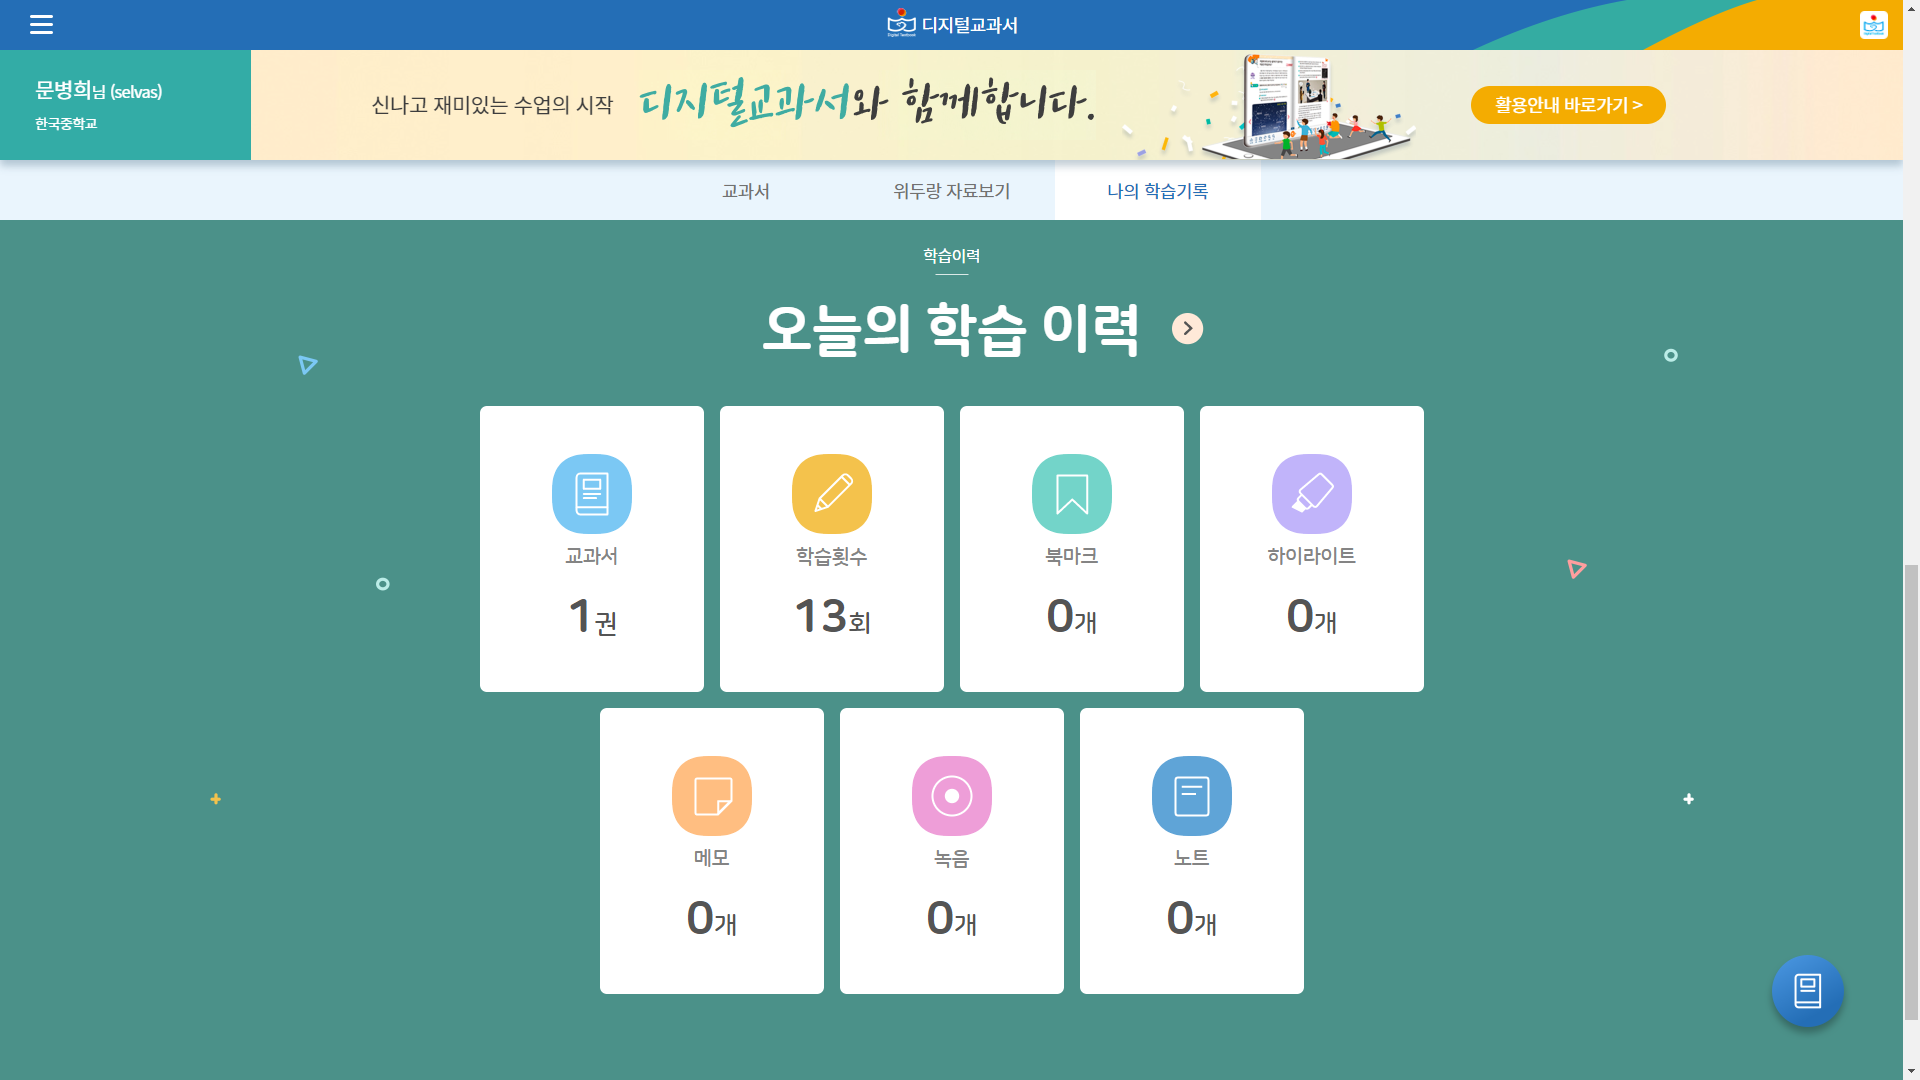 디지털교과서
문병희님 (selvas)
한국중학교
신나고 재미있는 수업의 시작 디지털교과서와 함께합니다.
활용안내 바로가기 >
교과서
위두랑 자료보기
나의 학습기록
학습이력
오늘의 학습 이력
교과서
1권
학습횟수
13회
북마크
0개
하이라이트
0개
메모
0개
녹음
0개
노트
0개